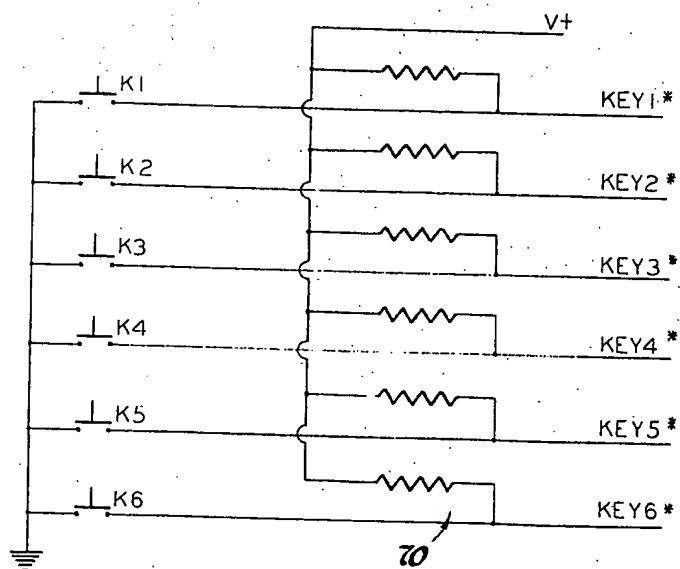 V+
K1 KEY1*
K2 KEY2*
K3 KEY3*
K4 KEY4*
K5 KEY5*
K6 KEY6*
70